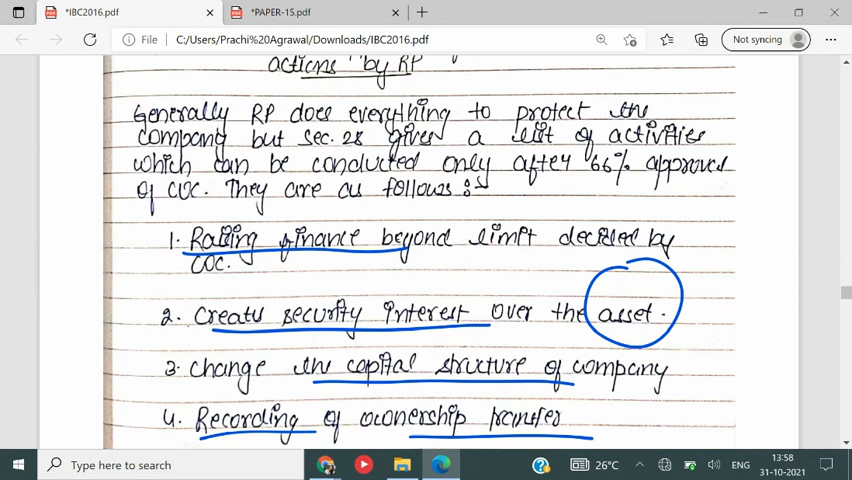 *IBC2016.pdf
*PAPER-15.pdf
File
C:/Users/Prachi%20Agrawal/Downloads/IBC2016.pdf
Not syncing
actions by RP
Generally RP does everything to protect the
company but sec. 28 gives a list of activities
which can be conducted only after 66% approval
of COC. They are as follows :-
1. Raising finance beyond limit decided by
COC.
2. Create security interest over the asset.
3. Change the capital structure of company
4. Recording of ownership transfer
Type here to search
26°C
ENG
13:58
31-10-2021